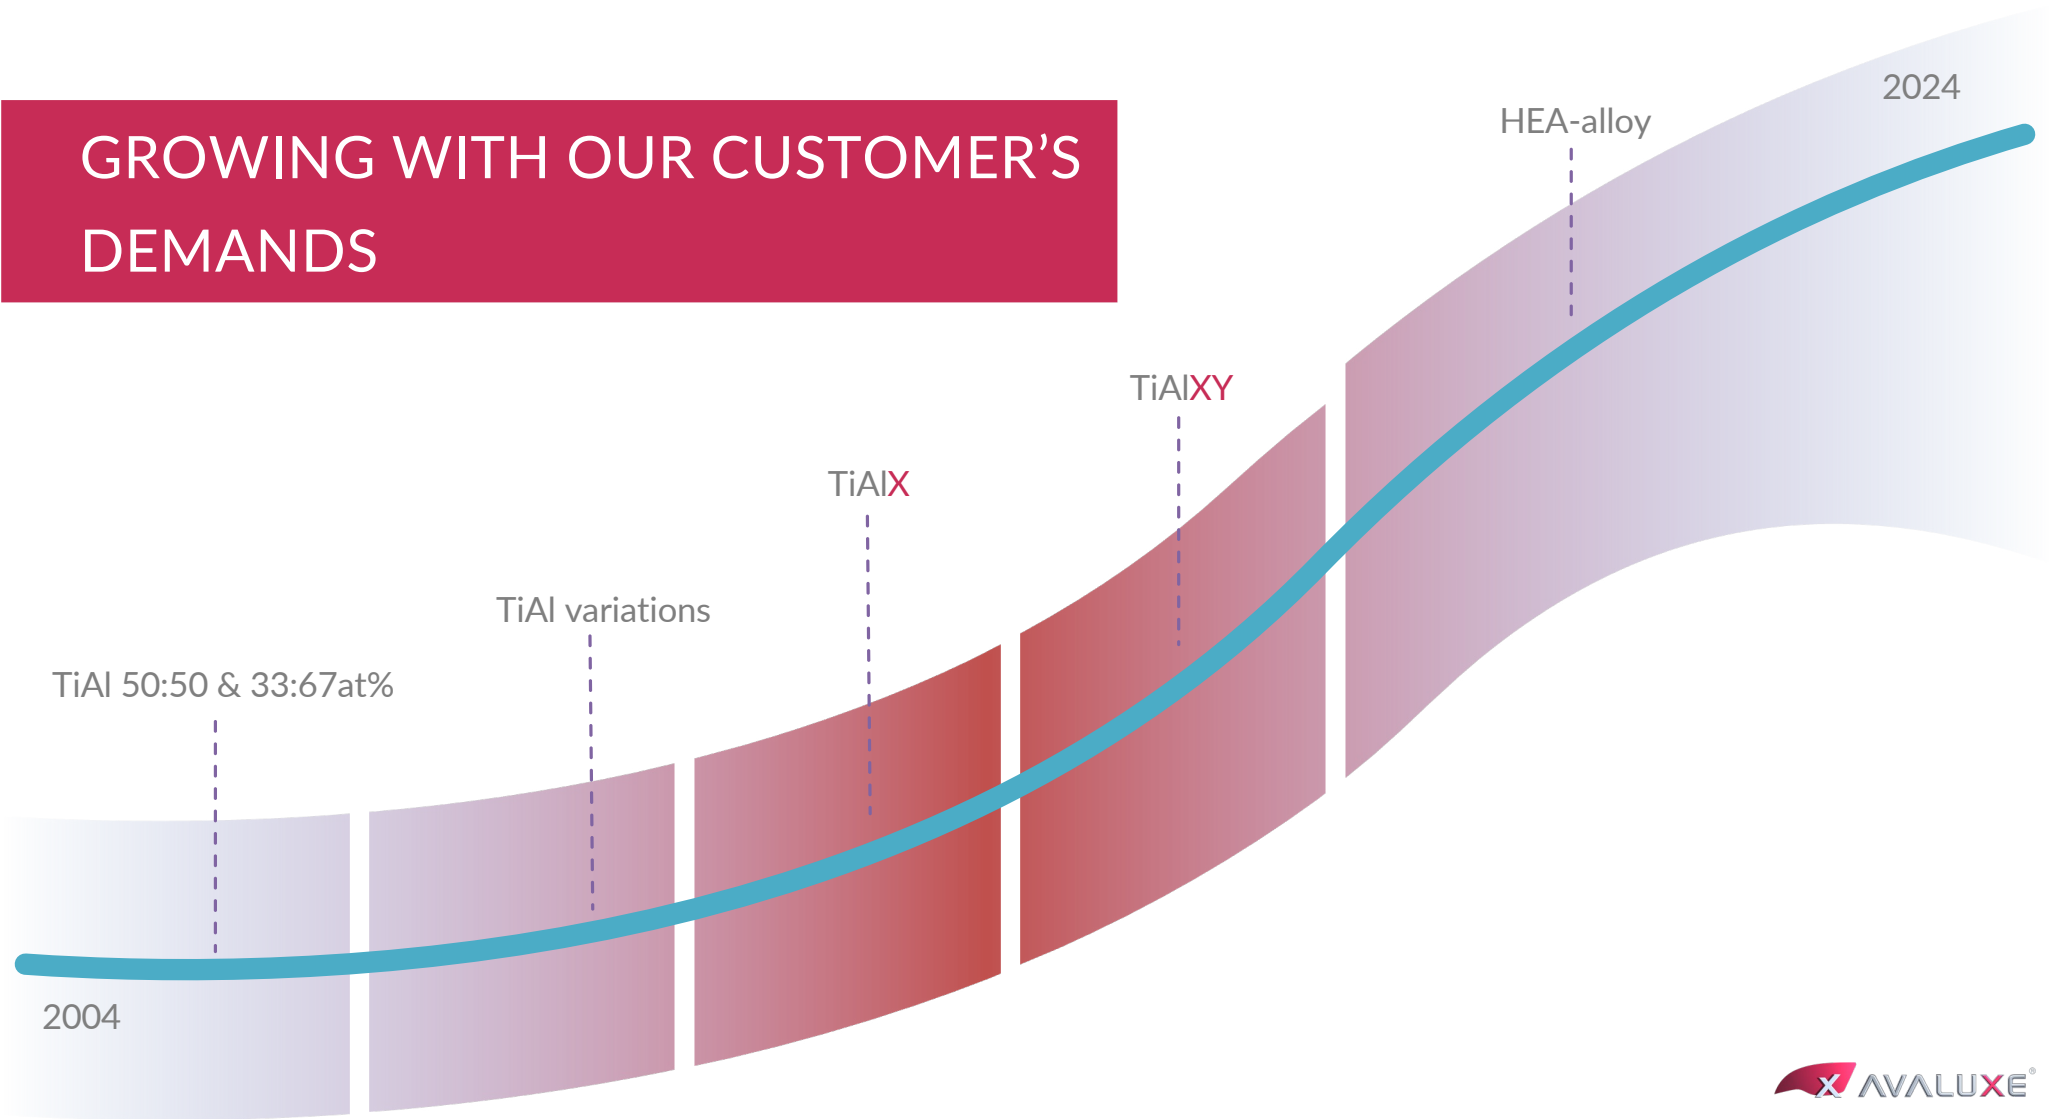 GROWING WITH OUR CUSTOMER’S
DEMANDS
2024
HEA-alloy
TiAlXY
TiAlX
TiAl variations
TiAl 50:50 & 33:67at%
2004
X AVALUXE®